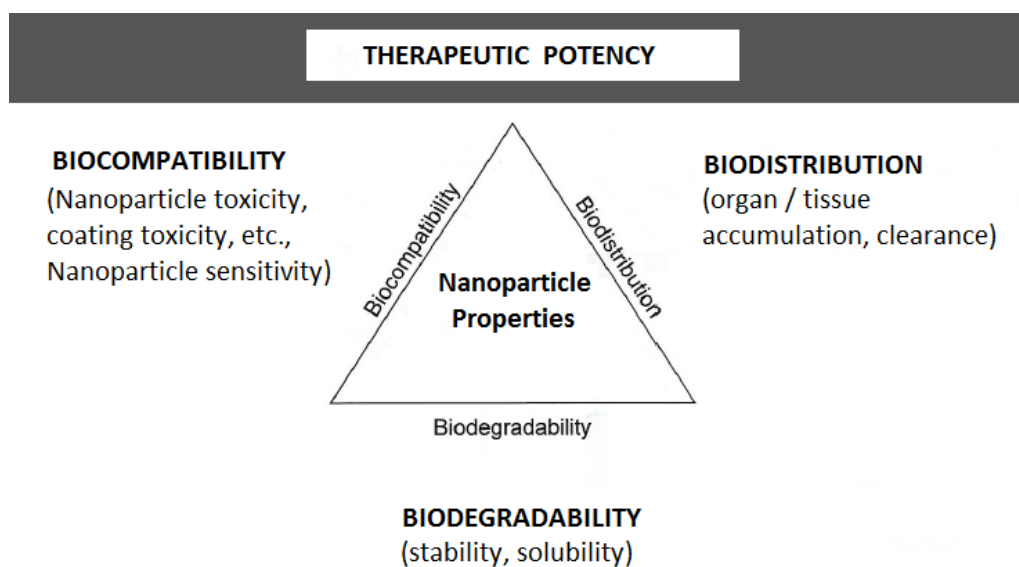 THERAPEUTIC POTENCY
BIOCOMPATIBILITY
(Nanoparticle toxicity,
coating toxicity, etc.,
Nanoparticle sensitivity)
BIODISTRIBUTION
(organ / tissue
accumulation, clearance)
Biocompatibility
Biodistribution
Nanoparticle
Properties
Biodegradability
BIODEGRADABILITY
(stability, solubility)